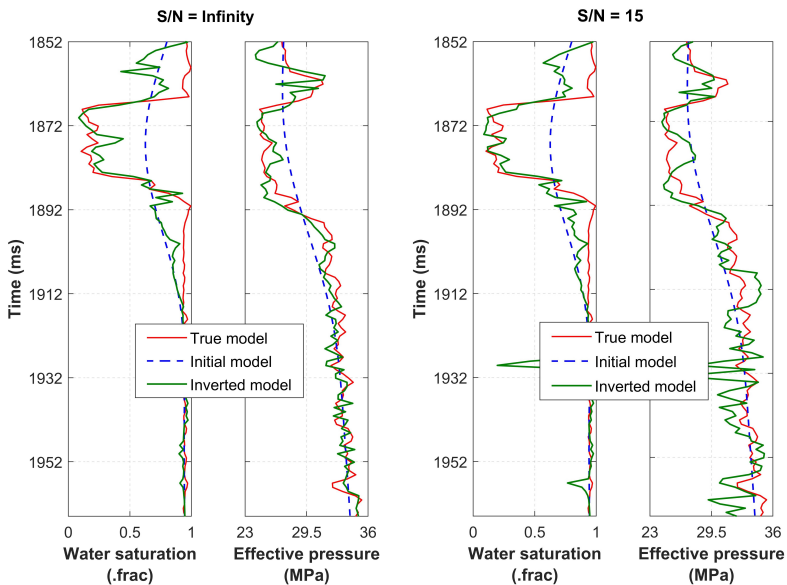 S/N = Infinity
S/N = 15
Time (ms)
1852
1872
1892
1912
1932
1952
True model
Initial model
Inverted model
0
0.5
1
Water saturation
(.frac)
23
29.5
36
Effective pressure
(MPa)
Time (ms)
1852
1872
1892
1912
1932
1952
True model
Initial model
Inverted model
0
0.5
1
Water saturation
(.frac)
23
29.5
36
Effective pressure
(MPa)